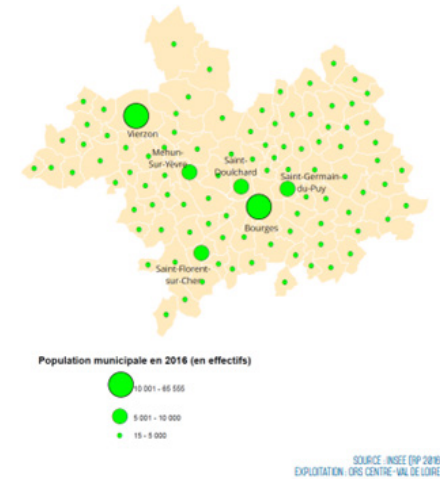 Vierzon
Mehun-
Sur-Yèvre
Saint-
Doulchard
Saint-Germain-
du-Puy
Bourges
Saint-Florent-
sur-Cher
Population municipale en 2016 (en effectifs)
10 001 - 65 555
5 001 - 10 000
15 - 5 000
SOURCE : INSEE (RP 2016
EXPLOITATION : ORS CENTRE-VAL DE LOIRE